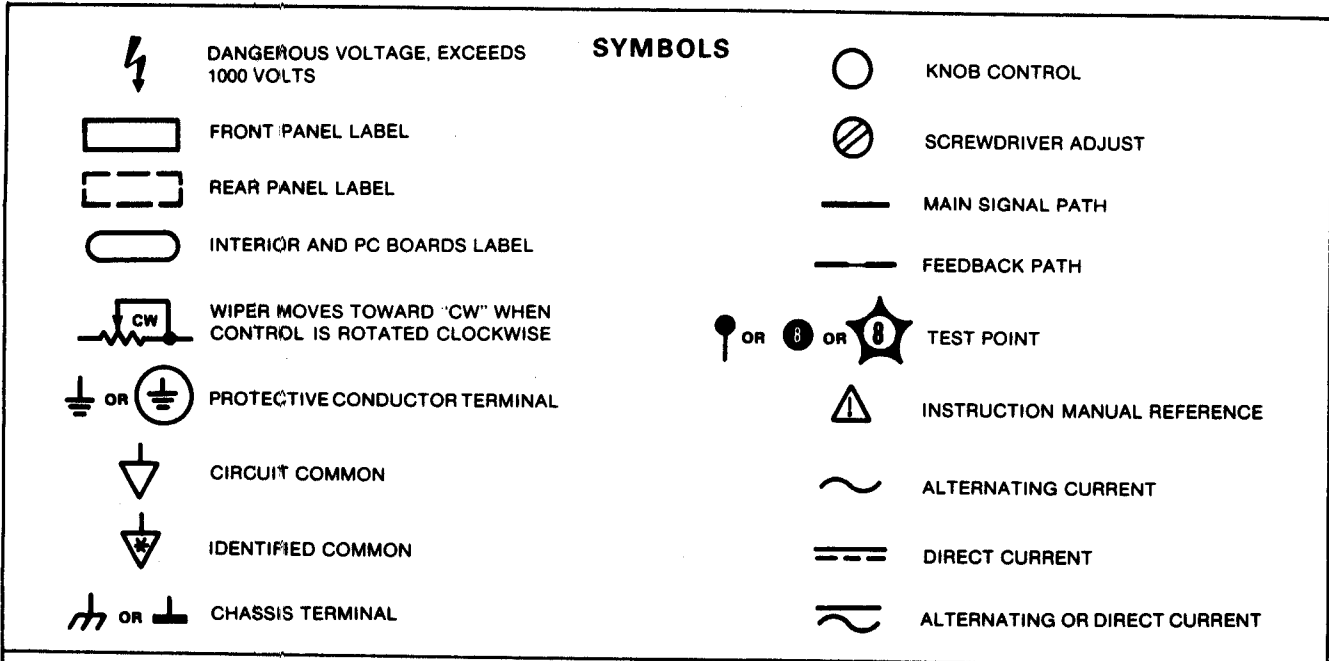 SYMBOLS
DANGEROUS VOLTAGE, EXCEEDS
1000 VOLTS
FRONT PANEL LABEL
REAR PANEL LABEL
INTERIOR AND PC BOARDS LABEL
CW
WIPER MOVES TOWARD "CW" WHEN
CONTROL IS ROTATED CLOCKWISE
OR
PROTECTIVE CONDUCTOR TERMINAL
CIRCUIT COMMON
IDENTIFIED COMMON
OR
CHASSIS TERMINAL
KNOB CONTROL
SCREWDRIVER ADJUST
MAIN SIGNAL PATH
FEEDBACK PATH
OR 8 OR 8 TEST POINT
INSTRUCTION MANUAL REFERENCE
ALTERNATING CURRENT
DIRECT CURRENT
ALTERNATING OR DIRECT CURRENT